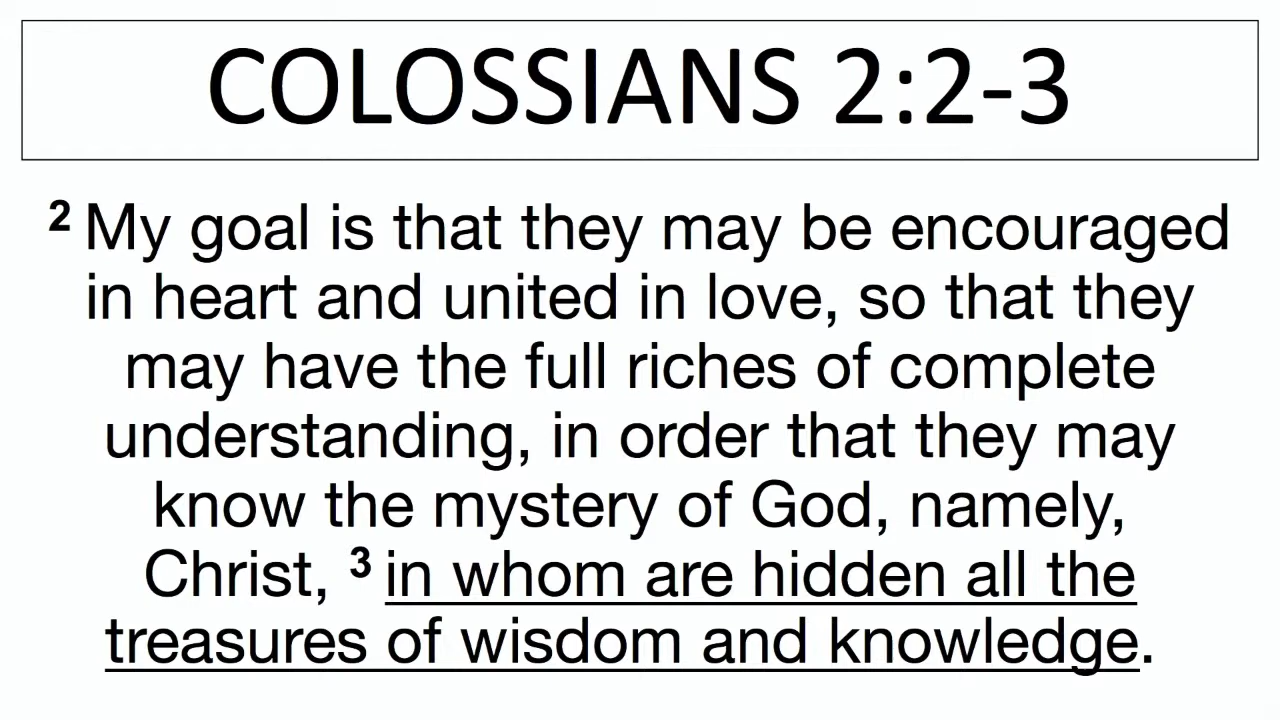 COLOSSIANS 2:2-3
2 My goal is that they may be encouraged
in heart and united in love, so that they
may have the full riches of complete
understanding, in order that they may
know the mystery of God, namely,
Christ, 3 in whom are hidden all the
treasures of wisdom and knowledge.